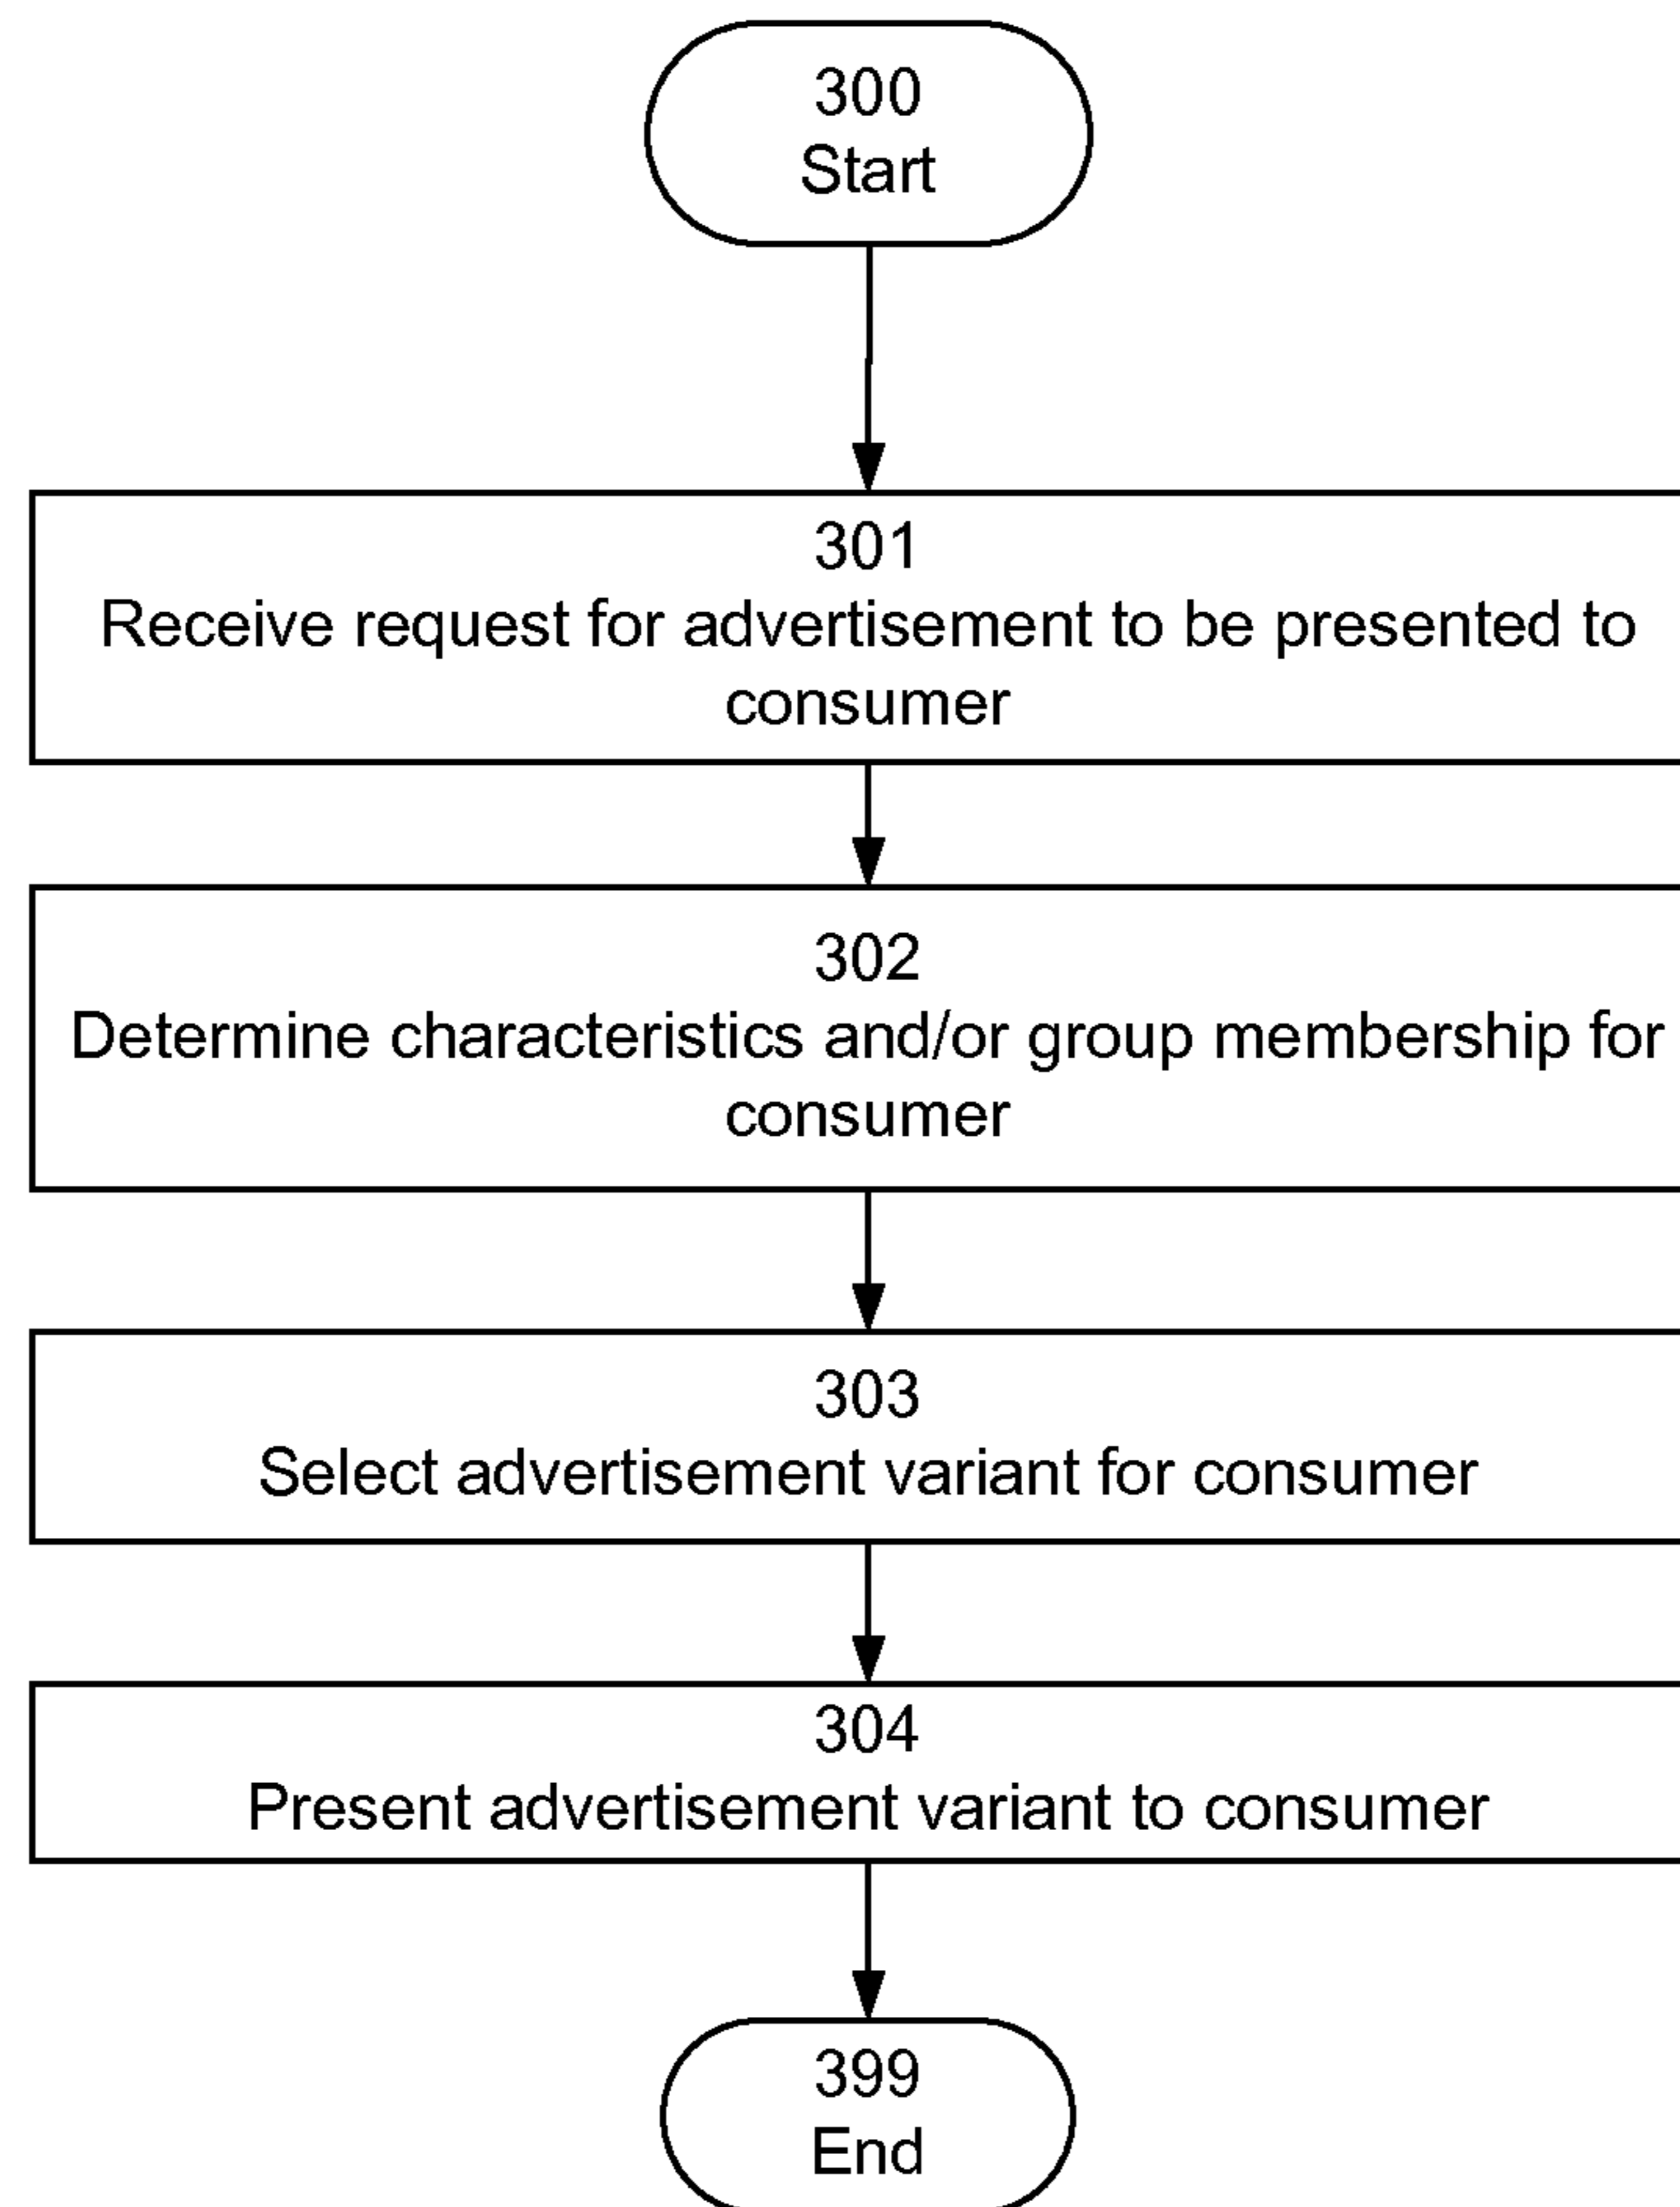 300
Start
301
Receive request for advertisement to be presented to
consumer
302
Determine characteristics and/or group membership for
consumer
303
Select advertisement variant for consumer
304
Present advertisement variant to consumer
399
End